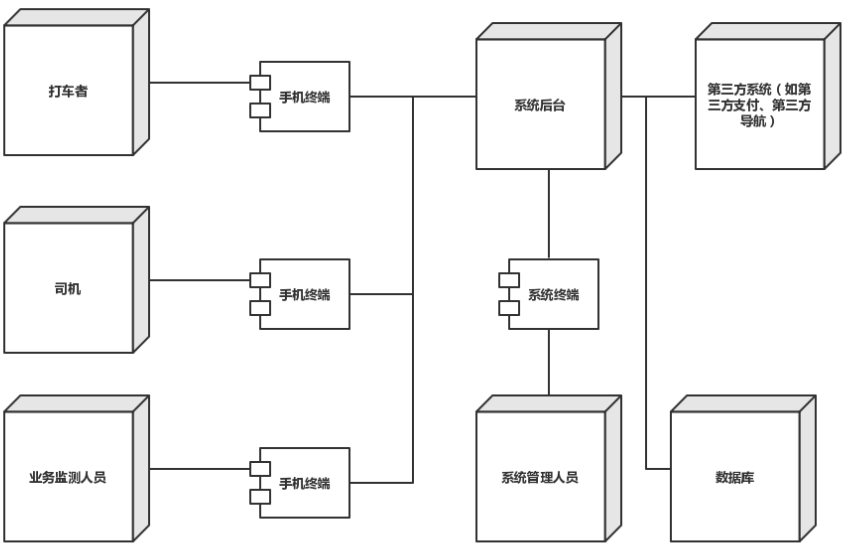 打车者
手机终端
系统后台
第三方系统（如第
三方支付、第三方
导航）
司机
手机终端
系统终端
业务监测人员
手机终端
系统管理人员
数据库